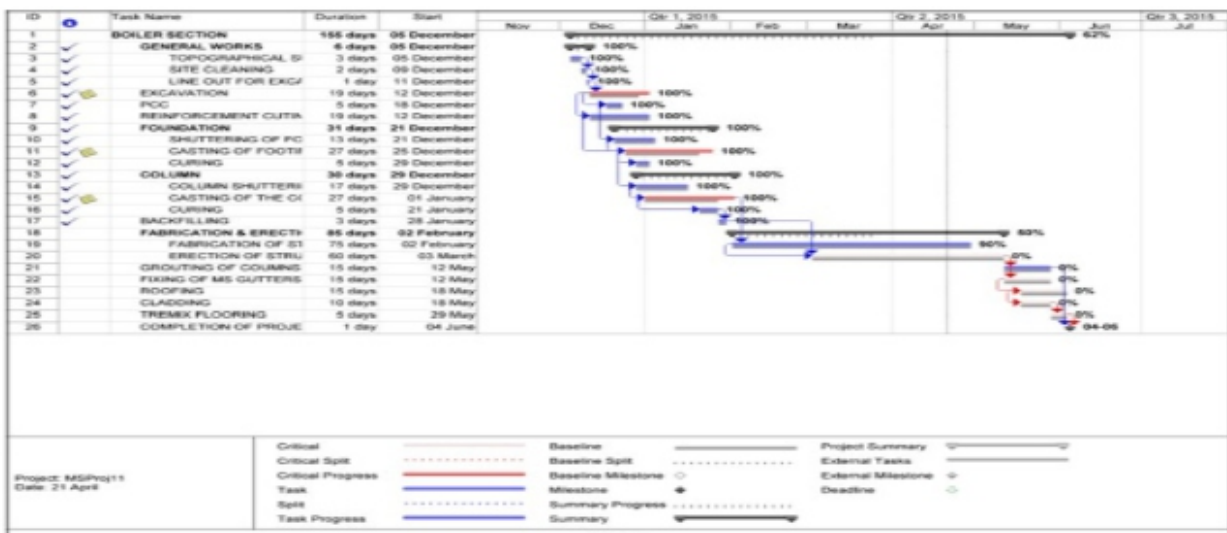 ID Task Name Duration Start Qtr 1, 2015 Qtr 2, 2015 Qtr 3, 2015
Nov Dec Jan Feb Mar Apr May Jun Jul
1 BOILER SECTION 155 days 05 December 62%
2 GENERAL WORKS 6 days 05 December 100%
3 TOPOGRAPHICAL 3 days 05 December 100%
4 SITE CLEANING 2 days 09 December 100%
5 LINE OUT FOR EXCA 1 day 11 December 100%
6 EXCAVATION 19 days 12 December 100%
7 PCC 5 days 18 December 100%
8 REINFORCEMENT 19 days 12 December 100%
9 FOUNDATION 31 days 21 December 100%
10 SHUTTERING OF FC 13 days 21 December 100%
11 CASTING OF 27 days 25 December 100%
12 CURING 5 days 29 December 100%
13 COLUMN 30 days 29 December 100%
14 COLUMN SHUTTERI 17 days 29 December 100%
15 CASTING OF THE 27 days 01 January 100%
16 CURING 5 days 21 January 100%
17 BACKFILLING 3 days 28 January 100%
18 FABRICATION & ERECTI 85 days 02 February
19 FABRICATION OF ST 75 days 02 February 90%
20 ERECTION OF STRU 60 days 03 March 0%
21 GROUTING OF 15 days 12 May 0%
22 FIXING OF MS GUTTERS 15 days 12 May 0%
23 ROOFING 15 days 18 May 0%
24 CLADDING 10 days 18 May 0%
25 TREMIX FLOORING 5 days 29 May 0%
26 COMPLETION OF PROJE 1 day 04 June
Project: MSProj11
Date: 21 April
Critical Baseline Project Summary
Critical Split Baseline Split External Tasks
Critical Progress Baseline Milestone External Milestone
Task Milestone Deadline
Split Summary Progress
Task Progress Summary